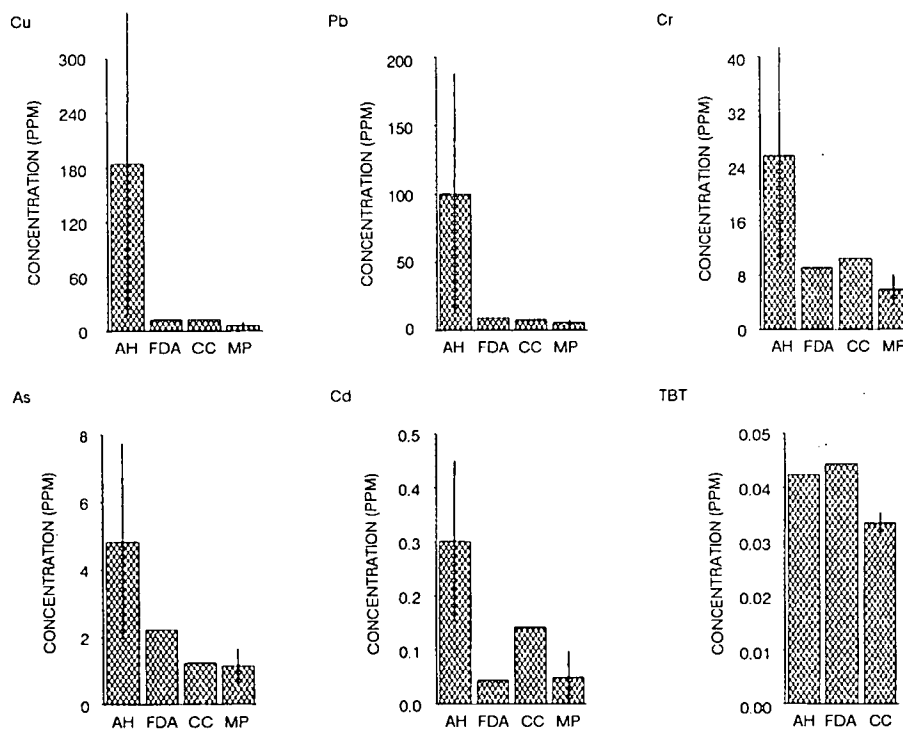 Cu
CONCENTRATION (PPM)
300
240
180
120
60
0
AH FDA CC MP
Pb
CONCENTRATION (PPM)
200
150
100
50
0
AH FDA CC MP
Cr
CONCENTRATION (PPM)
40
32
24
16
8
0
AH FDA CC MP
As
CONCENTRATION (PPM)
8
6
4
2
0
AH FDA CC MP
Cd
CONCENTRATION (PPM)
0.5
0.4
0.3
0.2
0.1
0.0
AH FDA CC MP
TBT
CONCENTRATION (PPM)
0.05
0.04
0.03
0.02
0.01
0.00
AH FDA CC